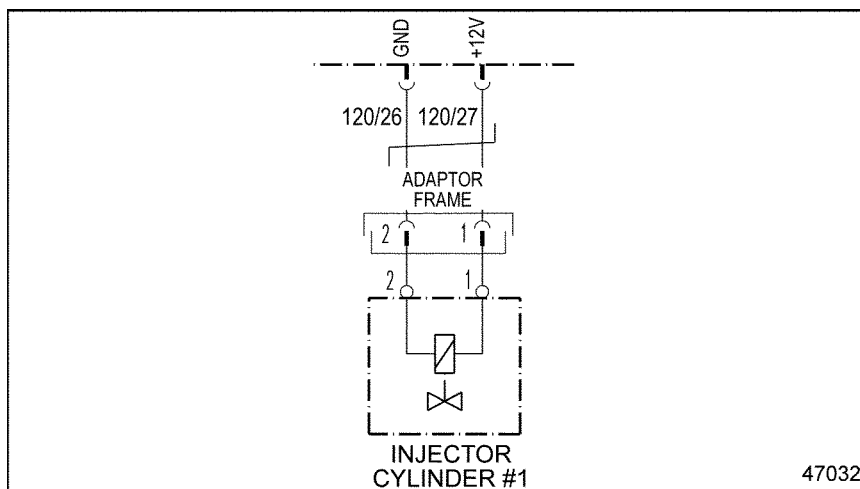 GND +12V
120/26 120/27
ADAPTOR
FRAME
2 1
2 1
INJECTOR
CYLINDER #1
47032